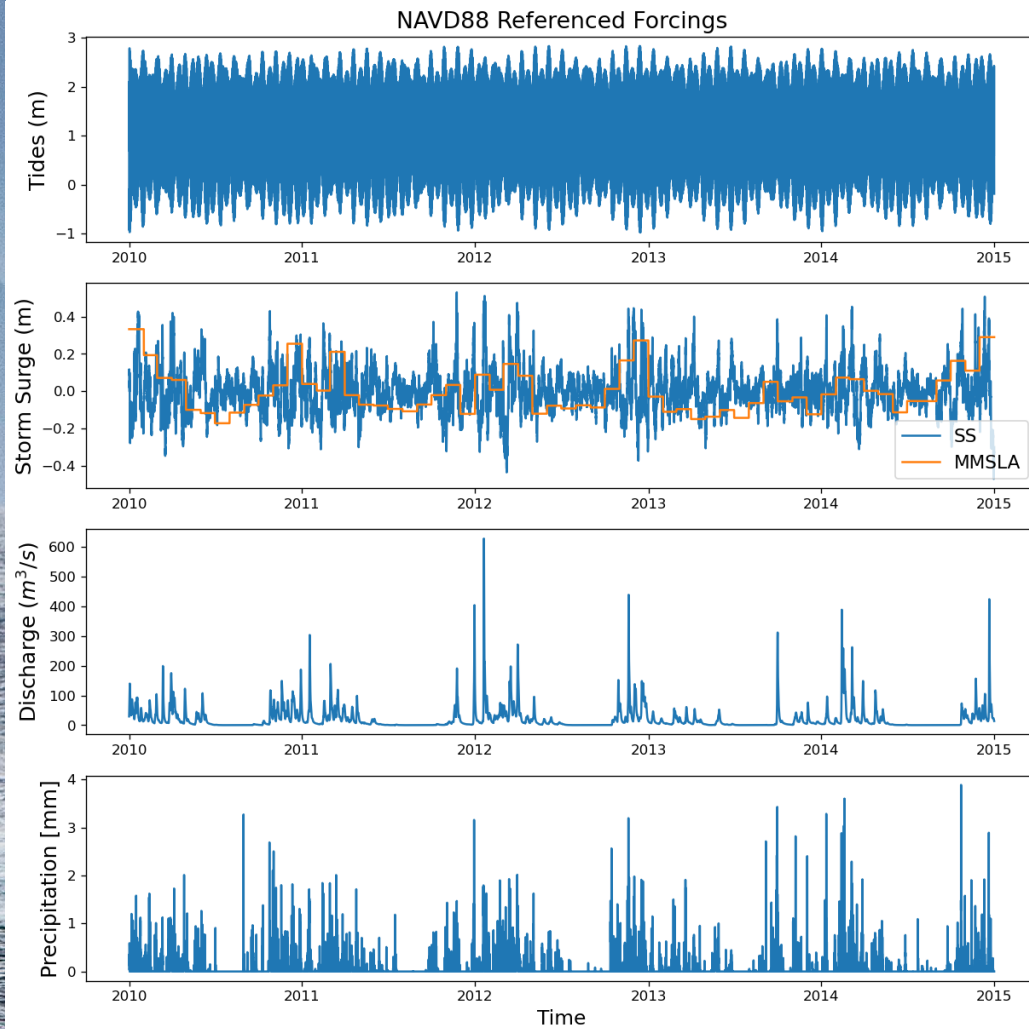 NAVD88 Referenced Forcings
Tides (m)
3
2
1
0
−1
2010 2011 2012 2013 2014 2015
Storm Surge (m)
0.4
0.2
0.0
−0.2
−0.4
SS
MMSLA
2010 2011 2012 2013 2014 2015
Discharge (m³/s)
600
500
400
300
200
100
0
2010 2011 2012 2013 2014 2015
Precipitation [mm]
4
3
2
1
0
2010 2011 2012 2013 2014 2015
Time